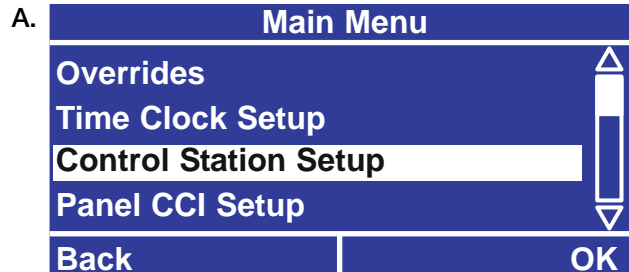 A. Main Menu
Overrides
Time Clock Setup
Control Station Setup
Panel CCI Setup
Back OK